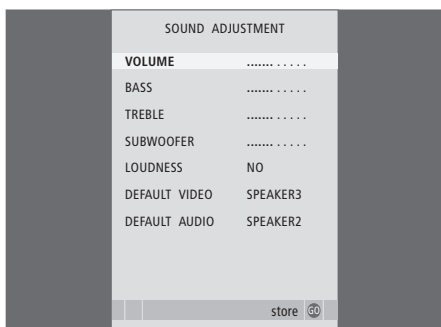 SOUND ADJUSTMENT
VOLUME ............
BASS ............
TREBLE ............
SUBWOOFER ............
LOUDNESS NO
DEFAULT VIDEO SPEAKER3
DEFAULT AUDIO SPEAKER2
store GO